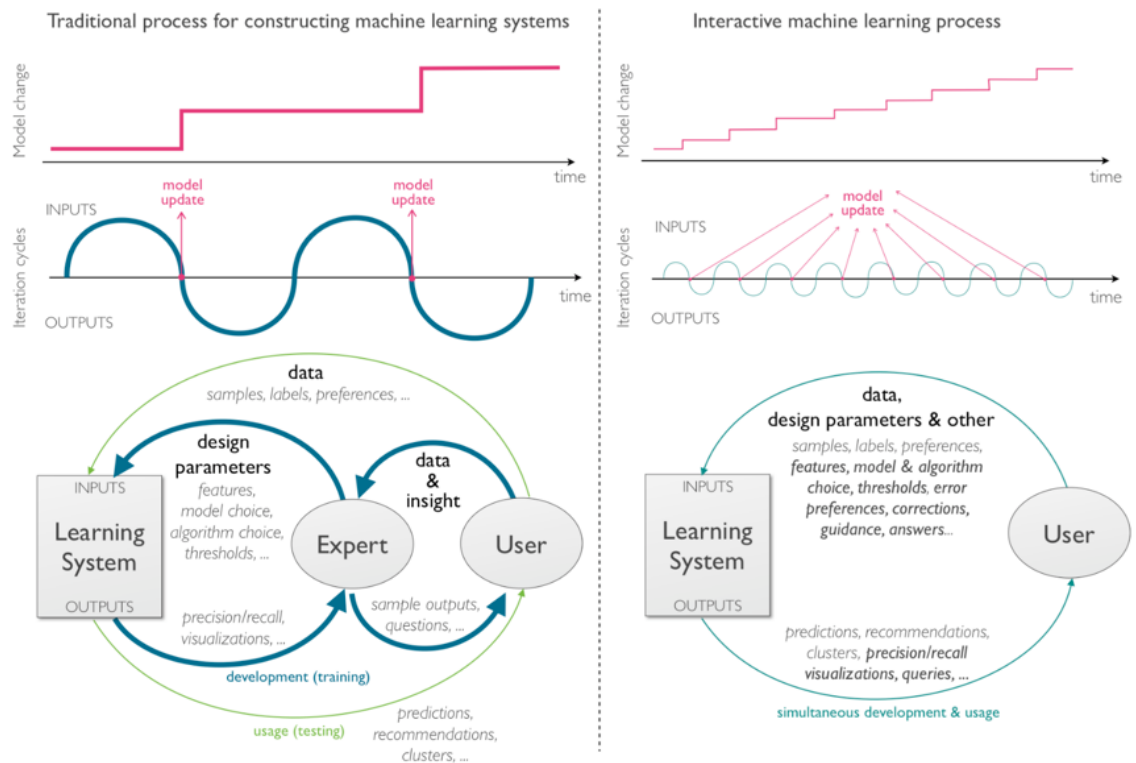 Traditional process for constructing machine learning systems
Model change
time
model
update
model
update
INPUTS
Iteration cycles
time
OUTPUTS
data
samples, labels, preferences, ...
design
parameters
features,
model choice,
algorithm choice,
thresholds, ...
data
&
insight
INPUTS
Learning
System
OUTPUTS
Expert
User
precision/recall,
visualizations, ...
sample outputs,
questions, ...
development (training)
usage (testing)
predictions,
recommendations,
clusters, ...
Interactive machine learning process
Model change
time
model
update
INPUTS
Iteration cycles
time
OUTPUTS
data,
design parameters & other
samples, labels, preferences,
features, model & algorithm
choice, thresholds, error
preferences, corrections,
guidance, answers...
INPUTS
Learning
System
OUTPUTS
User
predictions, recommendations,
clusters, precision/recall
visualizations, queries, ...
simultaneous development & usage